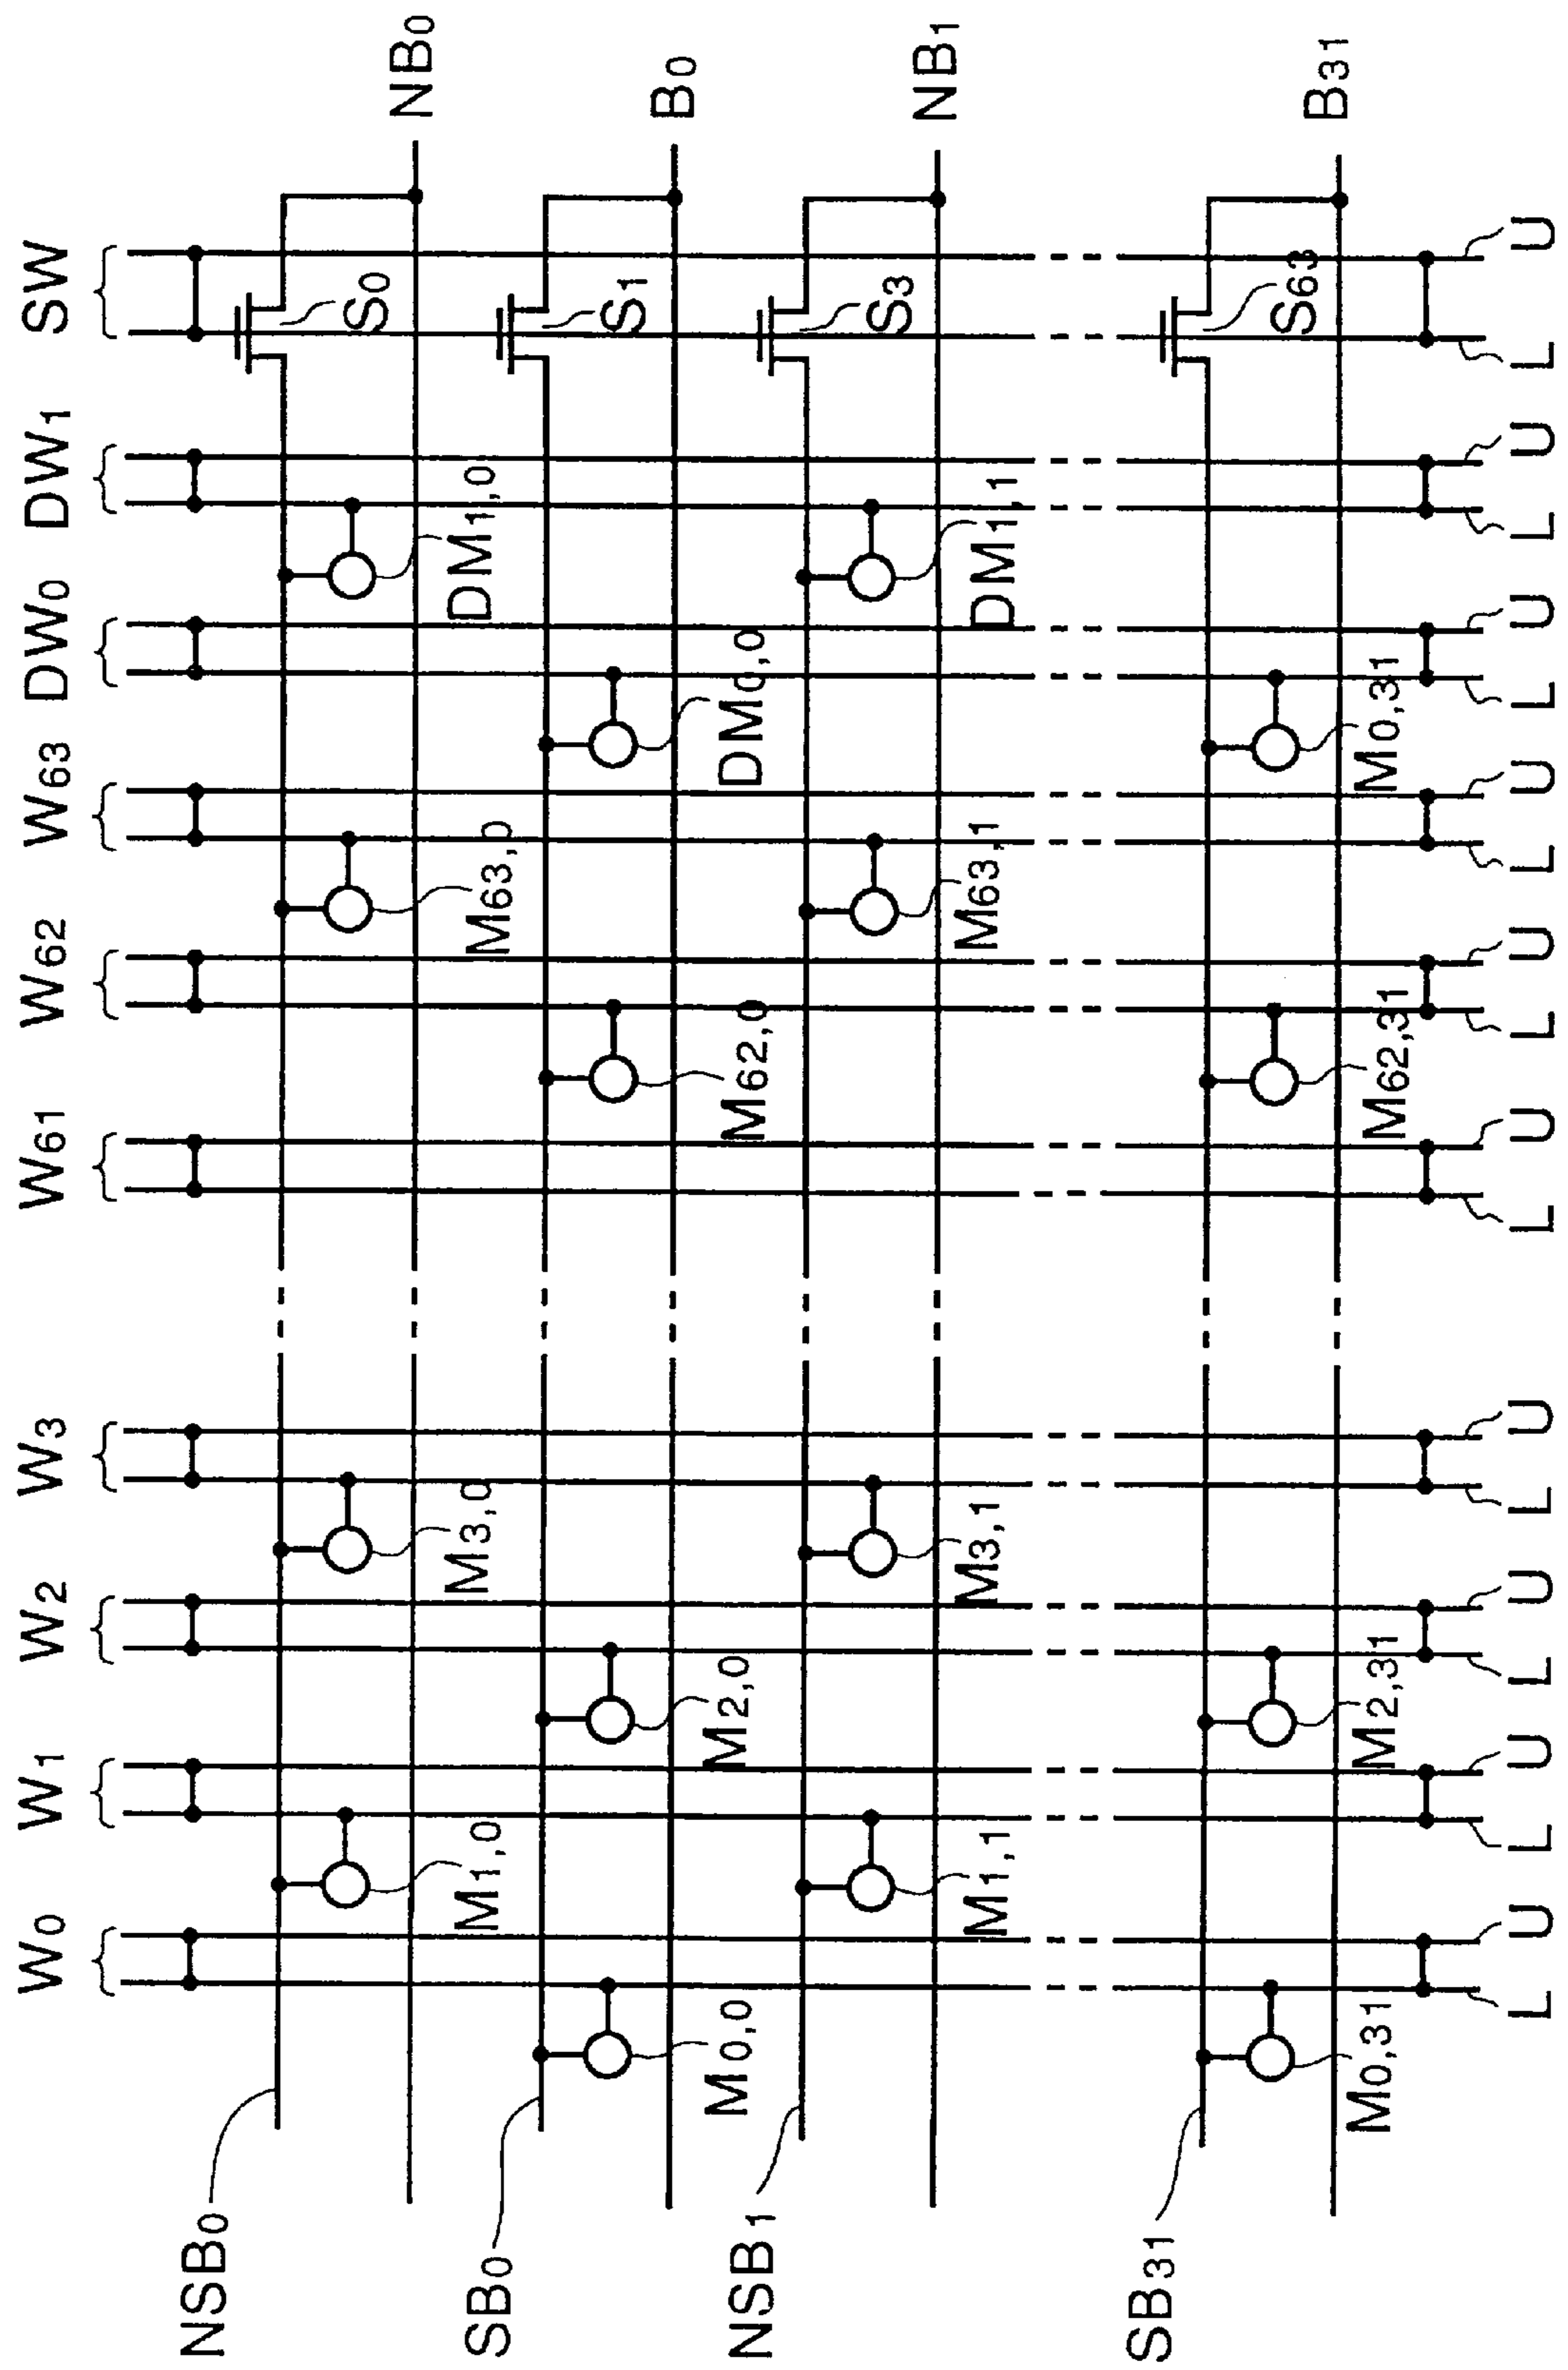 W0 W1 W2 W3 W61 W62 W63 DW0 DW1 SW
NSB0
M1,0 M3,0 M63,0 DM1,0 S0
NB0
SB0
M0,0 M2,0 M62,0 DM0,0 S1
B0
NSB1
M1,1 M3,1 M63,1 DM1,1 S3
NB1
SB31
M0,31 M2,31 M62,31 M0,31 S63
B31
L U L U L U L U L U L U L U L U L U L U